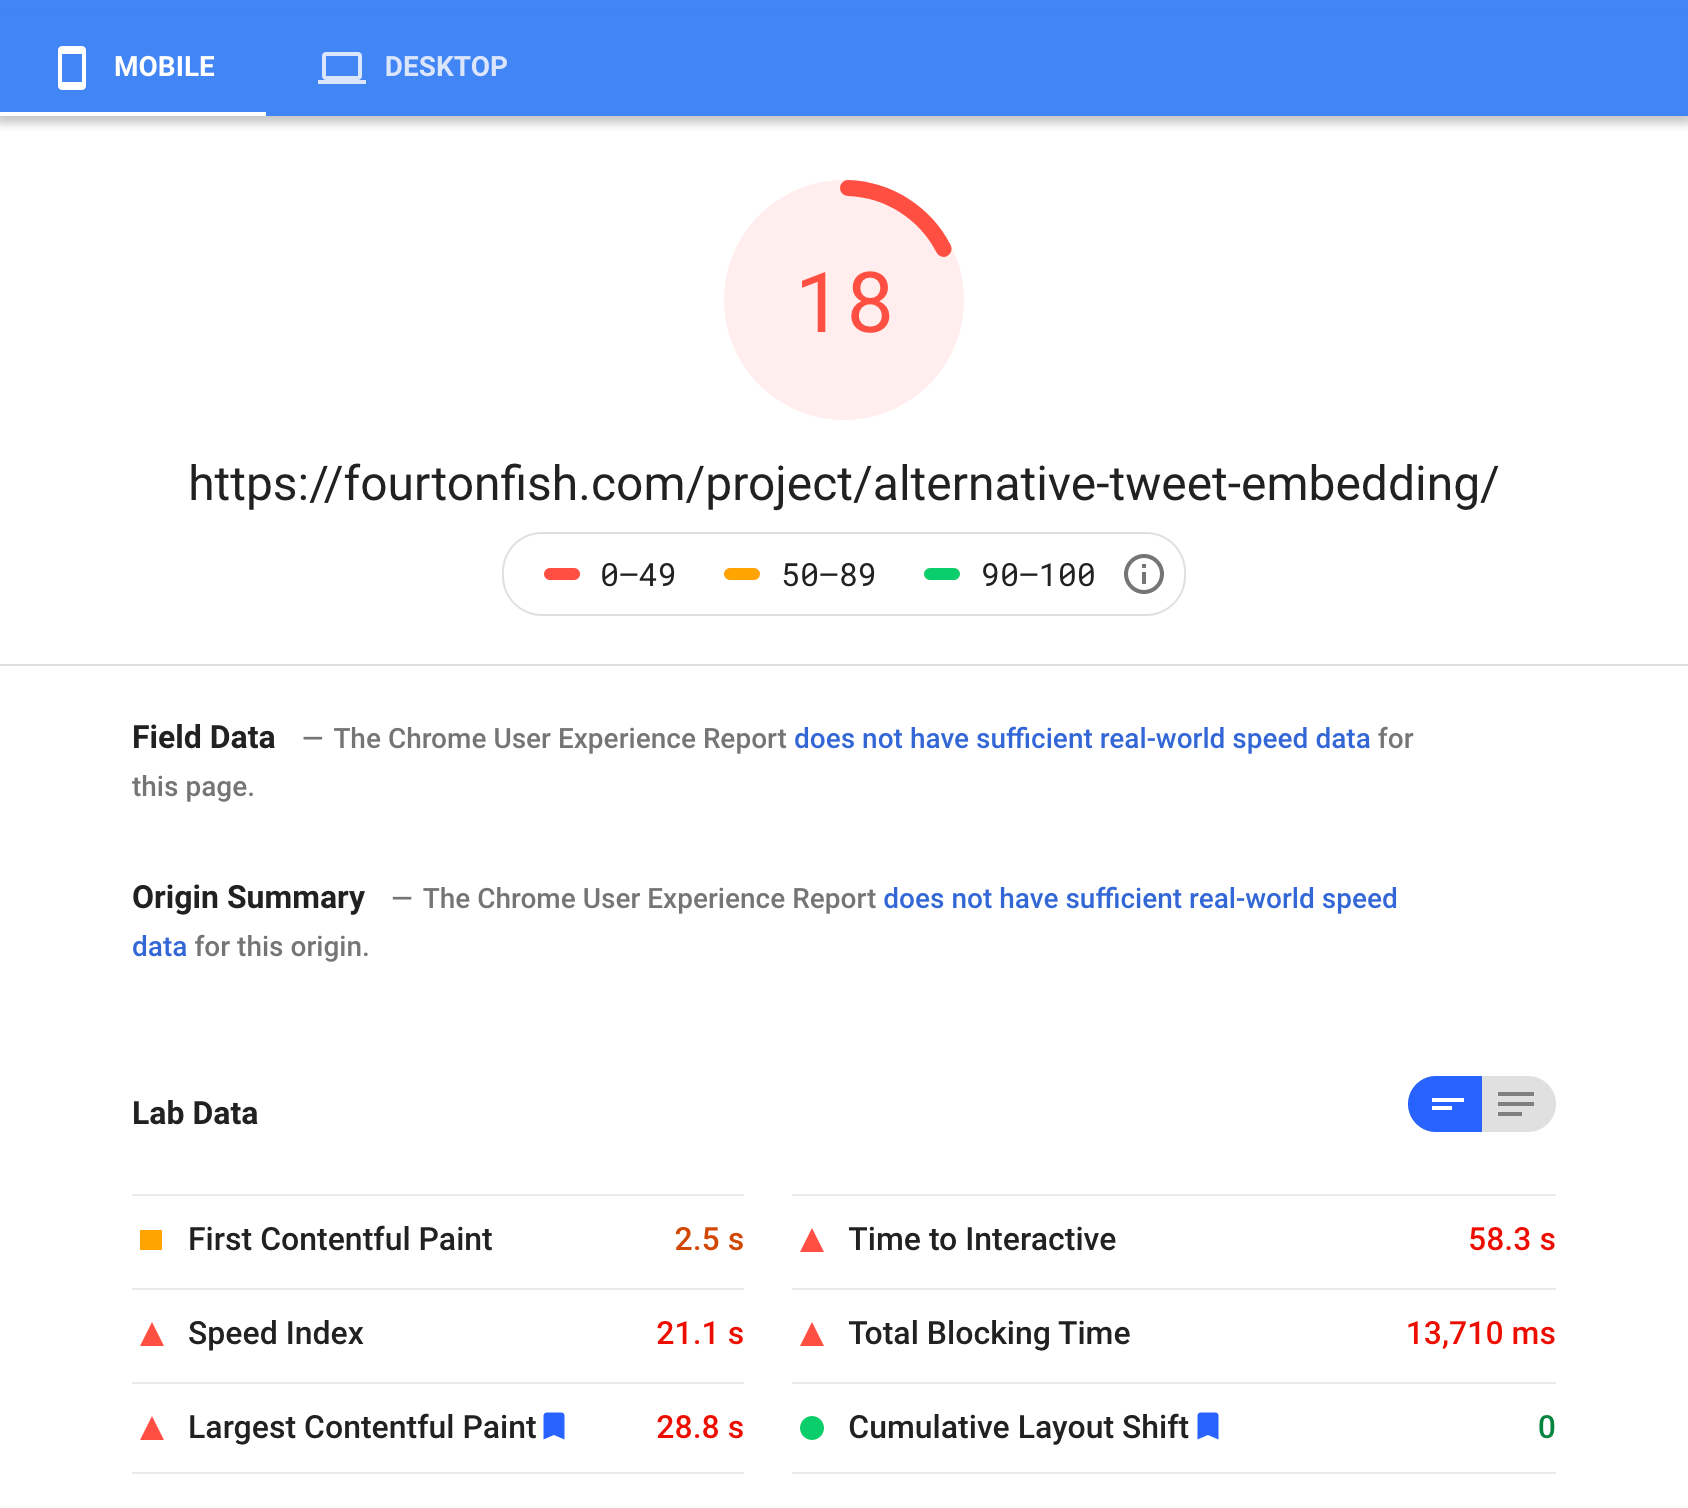 MOBILE
DESKTOP
18
https://fourtonfish.com/project/alternative-tweet-embedding/
0–49
50–89
90–100
Field Data — The Chrome User Experience Report does not have sufficient real-world speed data for
this page.
Origin Summary — The Chrome User Experience Report does not have sufficient real-world speed
data for this origin.
Lab Data
First Contentful Paint 2.5 s
Time to Interactive 58.3 s
Speed Index 21.1 s
Total Blocking Time 13,710 ms
Largest Contentful Paint 28.8 s
Cumulative Layout Shift 0